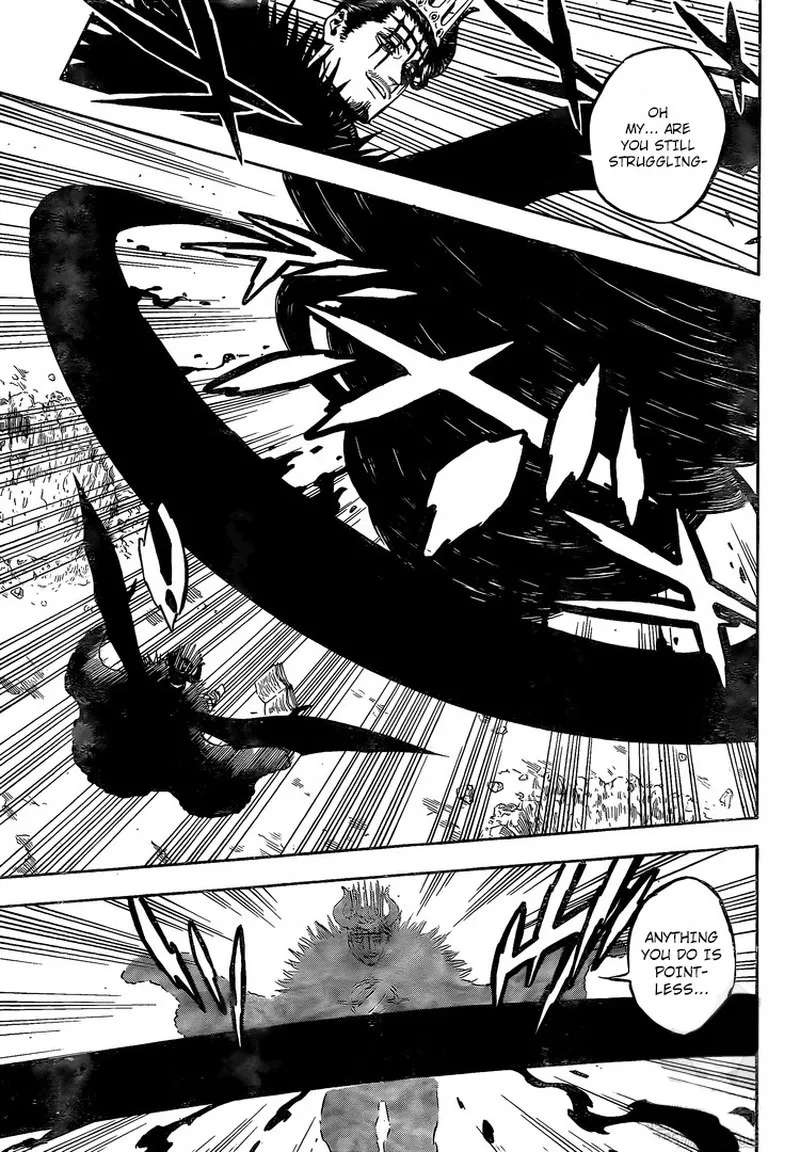 OH
MY... ARE
YOU STILL
STRUGGLING-
ANYTHING
YOU DO IS
POINT-
LESS...